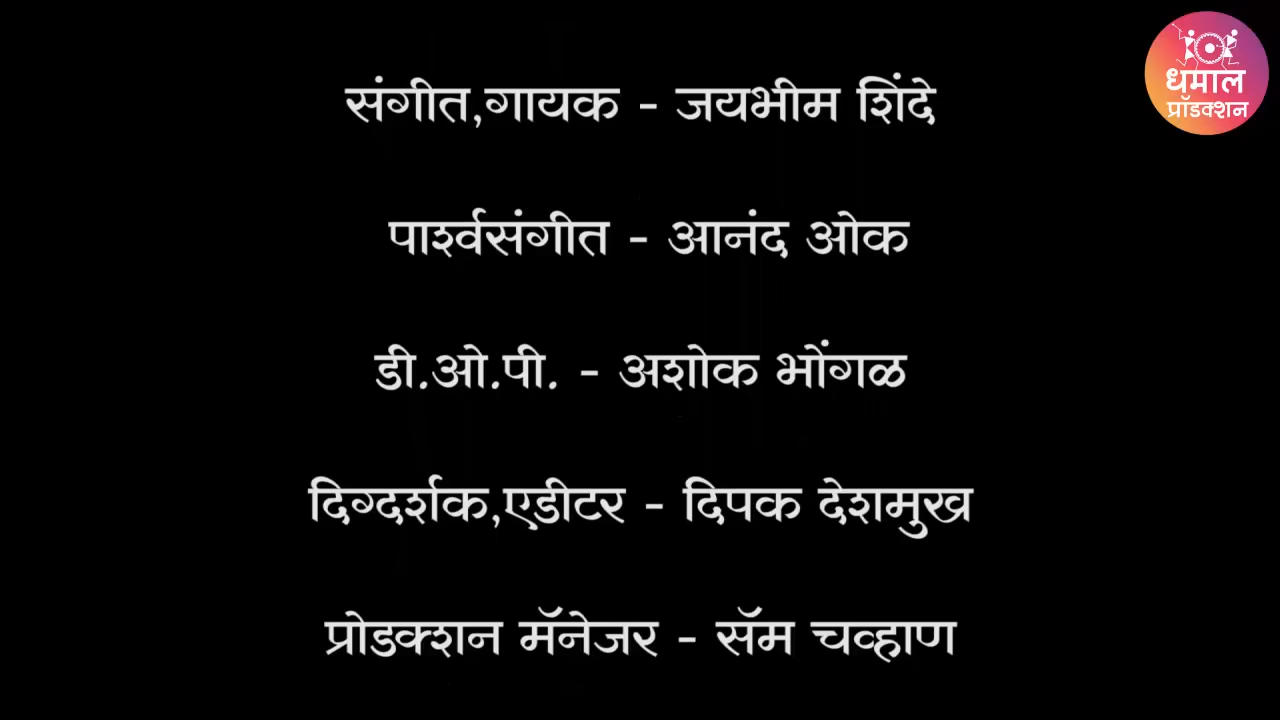 धमाल
प्रॉडक्शन
संगीत,गायक - जयभीम शिंदे
पार्श्वसंगीत - आनंद ओक
डी.ओ.पी. - अशोक भोंगळ
दिग्दर्शक,एडीटर - दिपक देशमुख
प्रोडक्शन मॅनेजर - सॅम चव्हाण